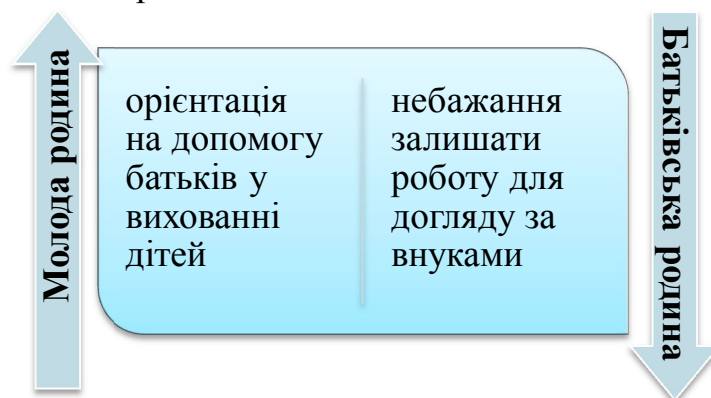 Молода родина
орієнтація
на допомогу
батьків у
вихованні
дітей
небажання
залишати
роботу для
догляду за
внуками
Батьківська родина